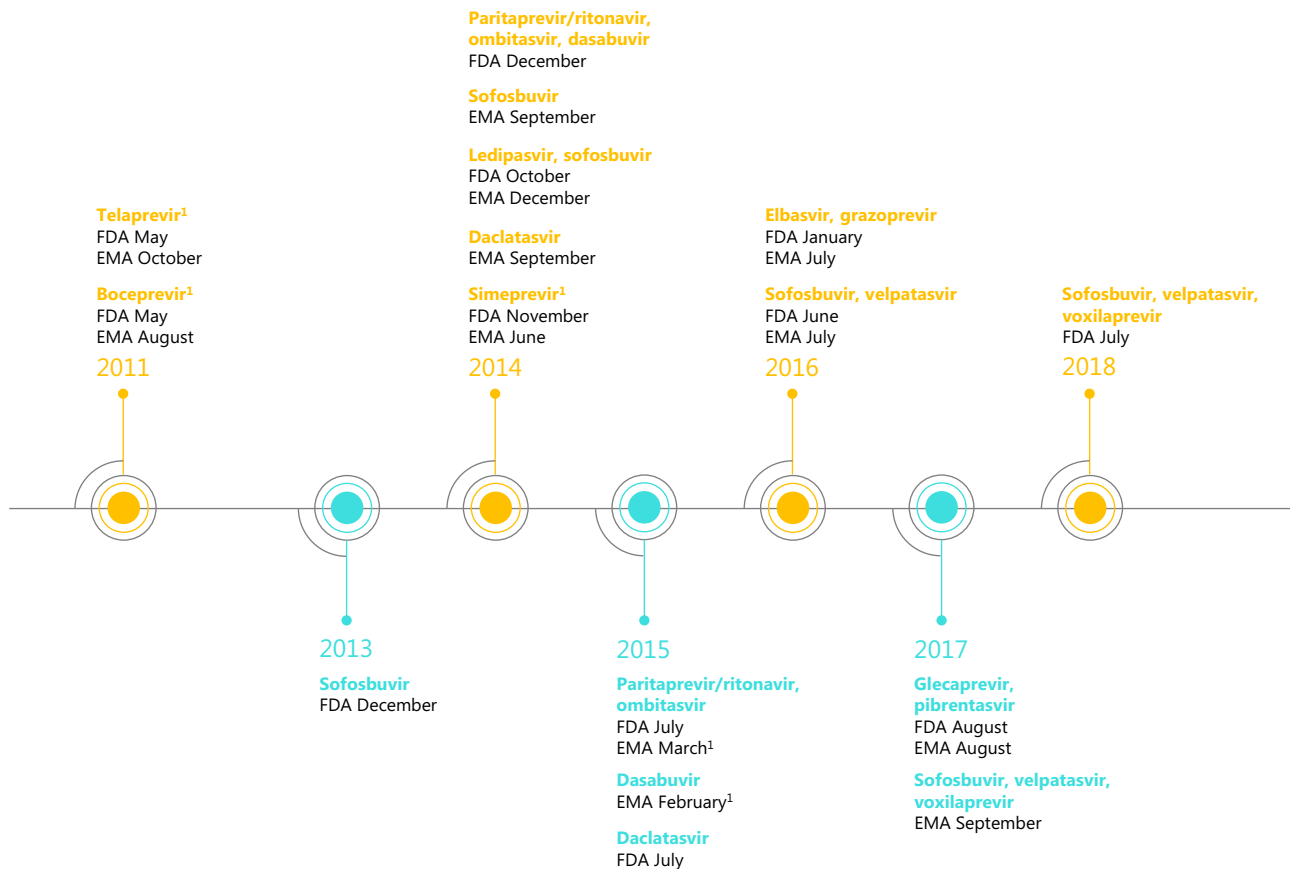 Paritaprevir/ritonavir,
ombitasvir, dasabuvir
FDA December
Sofosbuvir
EMA September
Ledipasvir, sofosbuvir
FDA October
EMA December
Telaprevir¹
FDA May
EMA October
Daclatasvir
EMA September
Elbasvir, grazoprevir
FDA January
EMA July
Boceprevir¹
FDA May
EMA August
2011
Simeprevir¹
FDA November
EMA June
2014
Sofosbuvir, velpatasvir
FDA June
EMA July
2016
Sofosbuvir, velpatasvir,
voxilaprevir
FDA July
2018
2013
Sofosbuvir
FDA December
2015
Paritaprevir/ritonavir,
ombitasvir
FDA July
EMA March¹
Dasabuvir
EMA February¹
Daclatasvir
FDA July
2017
Glecaprevir,
pibrentasvir
FDA August
EMA August
Sofosbuvir, velpatasvir,
voxilaprevir
EMA September